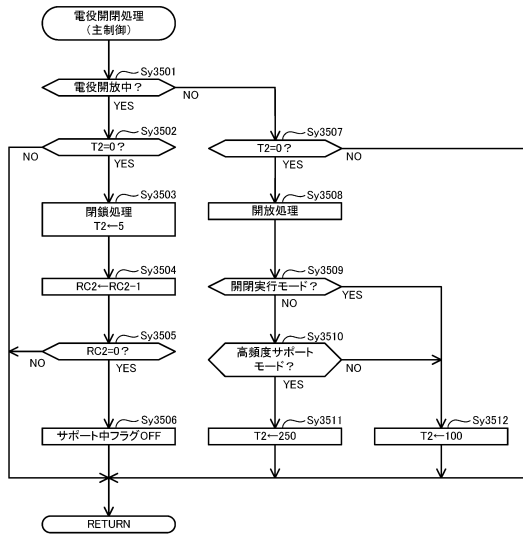 電役開閉処理
(主制御)
Sy3501
電役開放中?
NO
YES
Sy3502
T2=0?
NO
YES
Sy3507
T2=0?
NO
YES
Sy3503
閉鎖処理
T2←5
Sy3508
開放処理
Sy3504
RC2←RC2-1
Sy3509
開閉実行モード?
YES
NO
Sy3505
RC2=0?
NO
YES
Sy3510
高頻度サポート
モード?
NO
YES
Sy3506
サポート中フラグOFF
Sy3511
T2←250
Sy3512
T2←100
RETURN